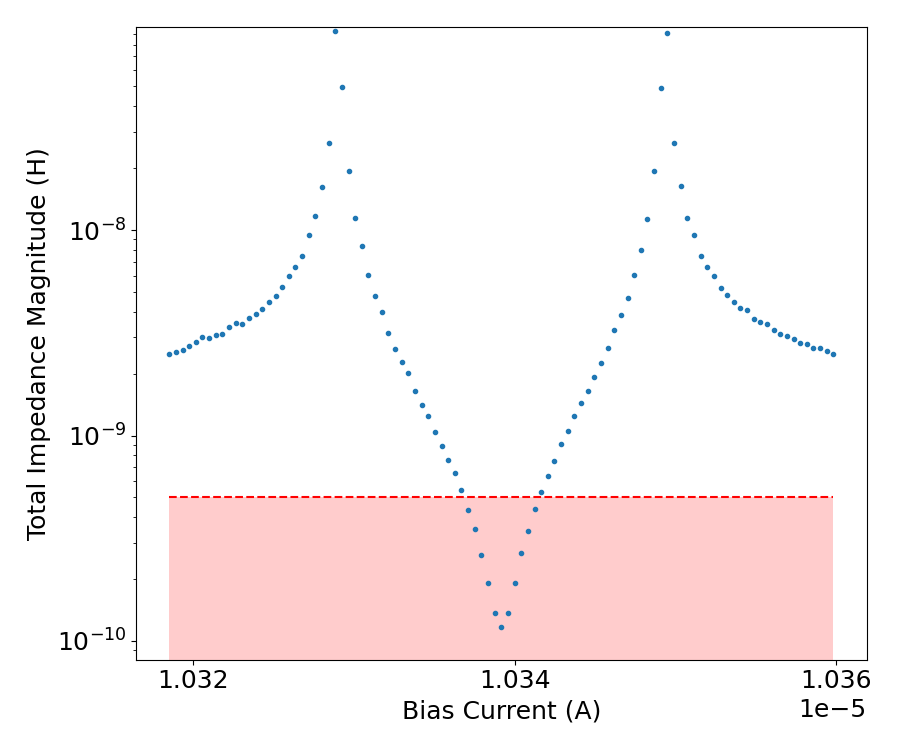 Total Impedance Magnitude (H)
10⁻⁸
10⁻⁹
10⁻¹⁰
1.032 1.034 1.036
Bias Current (A) 1e−5